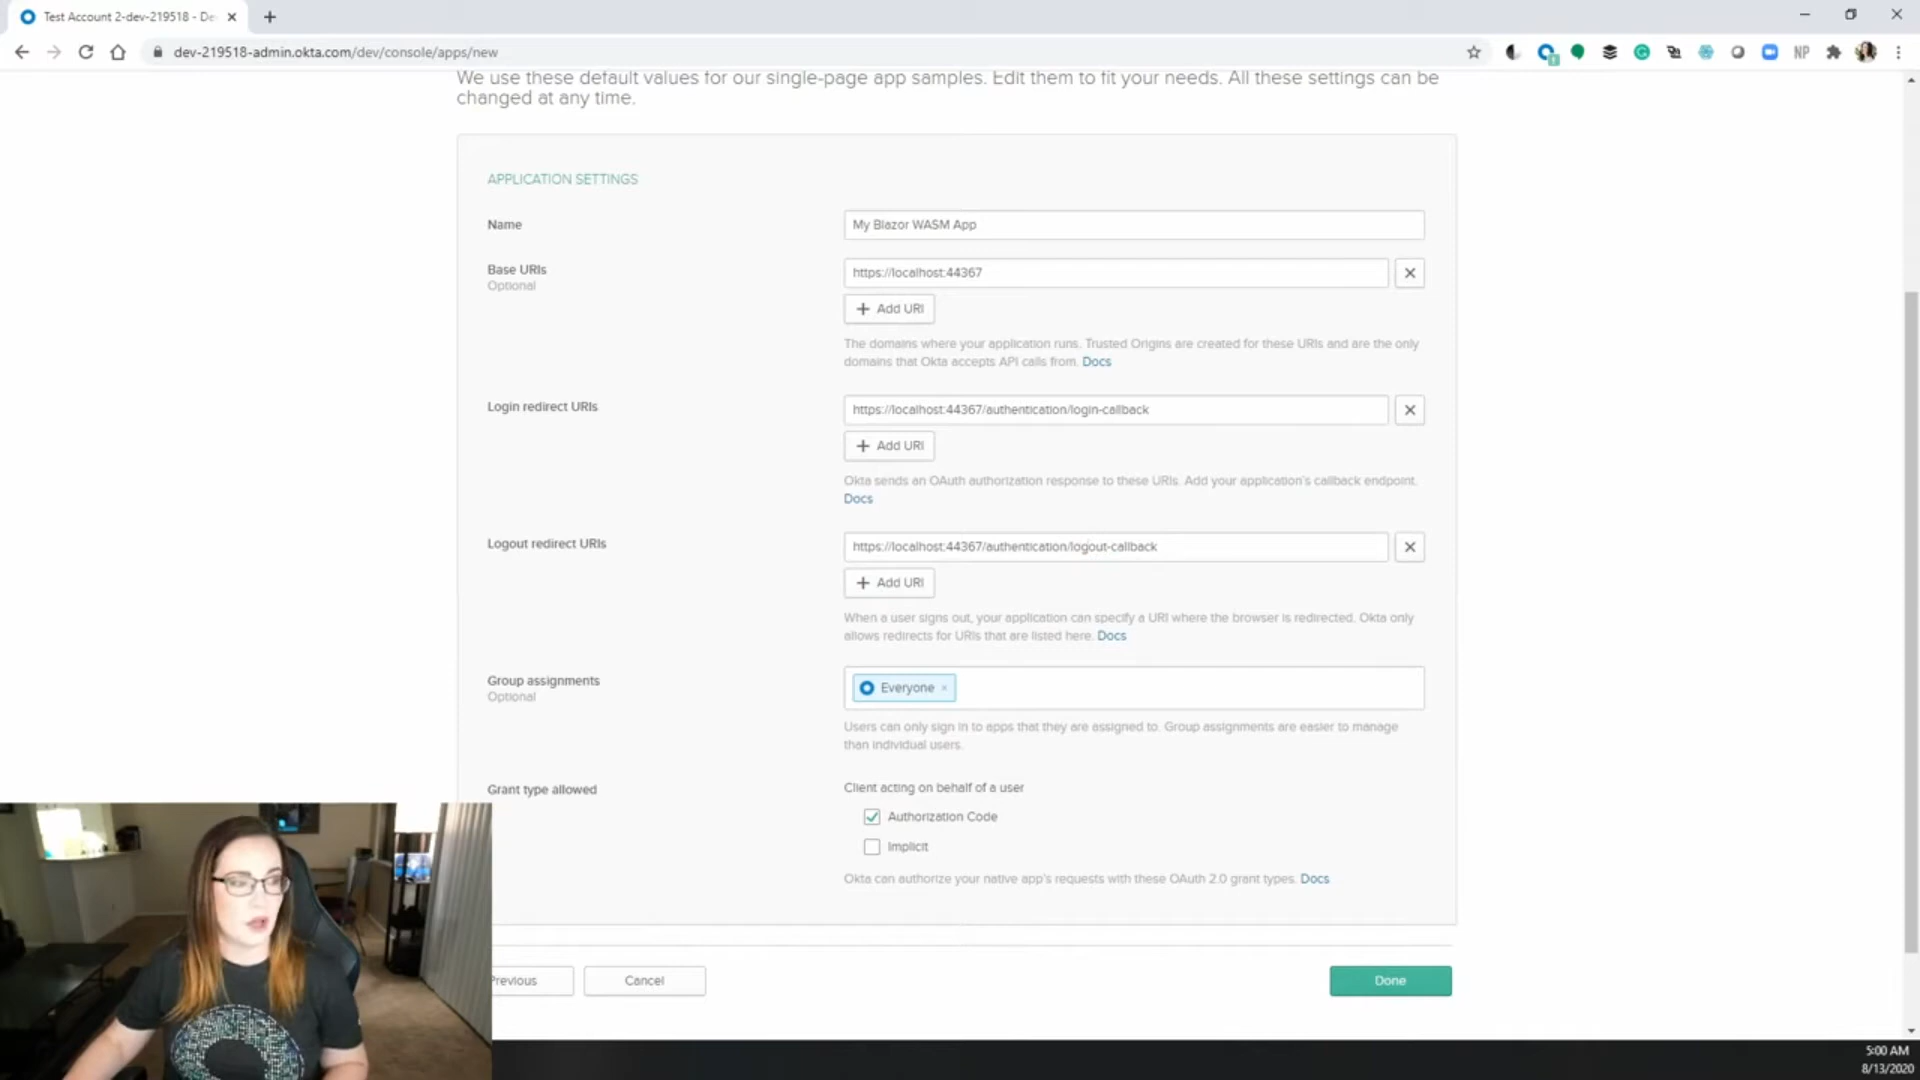 Test Account 2-dev-219518 - De
dev-219518-admin.okta.com/dev/console/apps/new
NP
We use these default values for our single-page app samples. Edit them to fit your needs. All these settings can be
changed at any time.
APPLICATION SETTINGS
Name
My Blazor WASM App
Base URIs
Optional
https://localhost:44367
+ Add URI
The domains where your application runs. Trusted Origins are created for these URIs and are the only
domains that Okta accepts API calls from. Docs
Login redirect URIs
https://localhost:44367/authentication/login-callback
+ Add URI
Okta sends an OAuth authorization response to these URIs. Add your application's callback endpoint.
Docs
Logout redirect URIs
https://localhost:44367/authentication/logout-callback
+ Add URI
When a user signs out, your application can specify a URI where the browser is redirected. Okta only
allows redirects for URIs that are listed here. Docs
Group assignments
Optional
Everyone ×
Users can only sign in to apps that they are assigned to. Group assignments are easier to manage
than individual users.
Grant type allowed
Client acting on behalf of a user
Authorization Code
Implicit
Okta can authorize your native app's requests with these OAuth 2.0 grant types. Docs
Previous
Cancel
Done
5:00 AM
8/13/2020